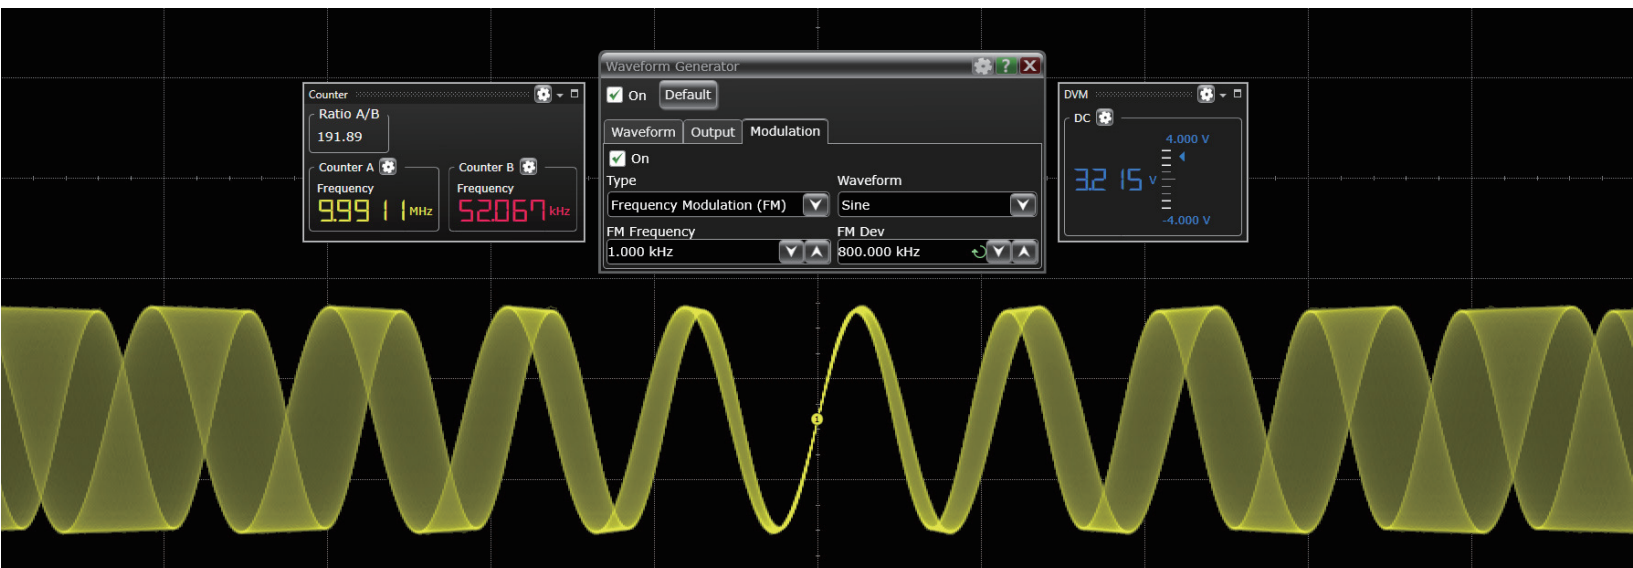 Waveform Generator
On Default
Waveform Output Modulation
On
Type Waveform
Frequency Modulation (FM) Sine
FM Frequency FM Dev
1.000 kHz 800.000 kHz
Counter
Ratio A/B
191.89
Counter A Counter B
Frequency Frequency
9.9911 MHz 52.067 kHz
DVM
DC
4.000 V
3.215 V
-4.000 V
1